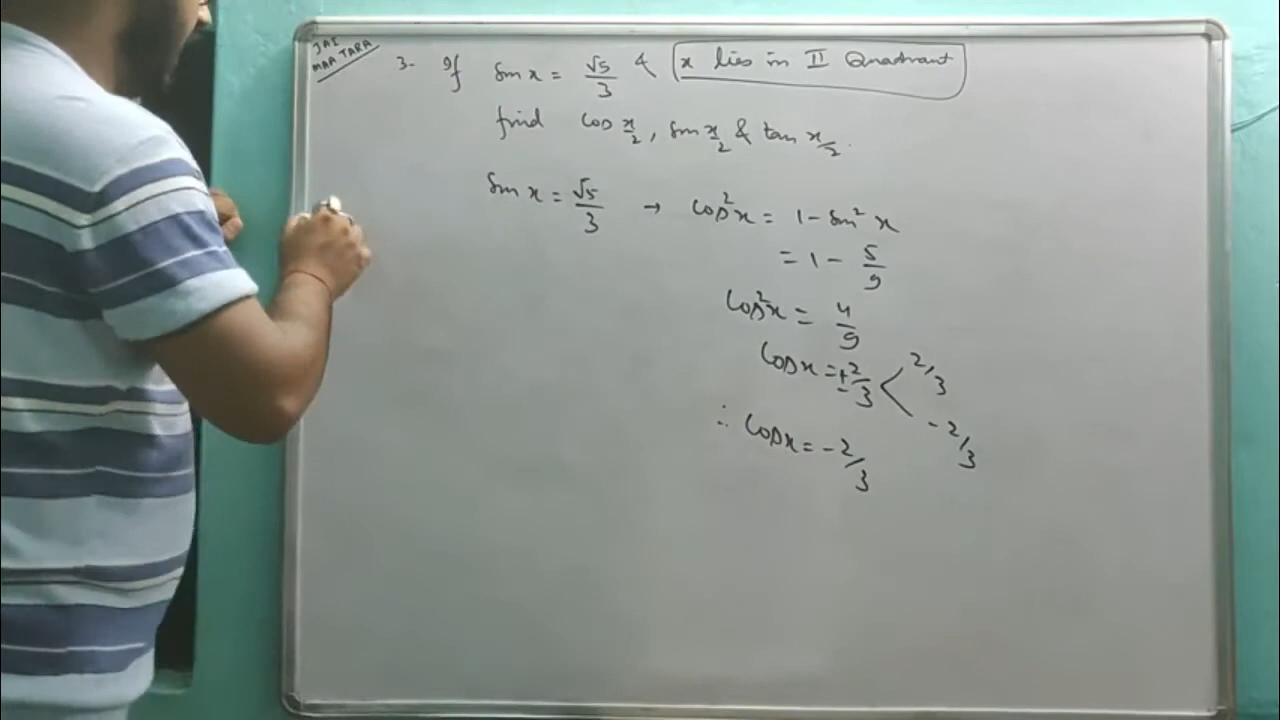 JAI
MAA TARA
3. If sin x = √5/3 & x lies in II Quadrant
find cos x/2, sin x/2 & tan x/2.
sin x = √5/3 → cos²x = 1 - sin² x
= 1 - 5/9
cos²x = 4/9
cos x = ± 2/3 < 2/3
- 2/3
∴ cos x = - 2/3